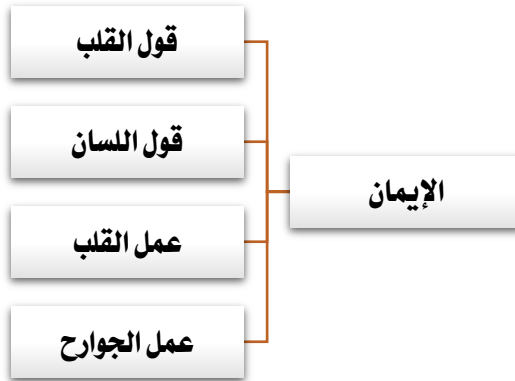 الإيمان
قول القلب
قول اللسان
عمل القلب
عمل الجوارح